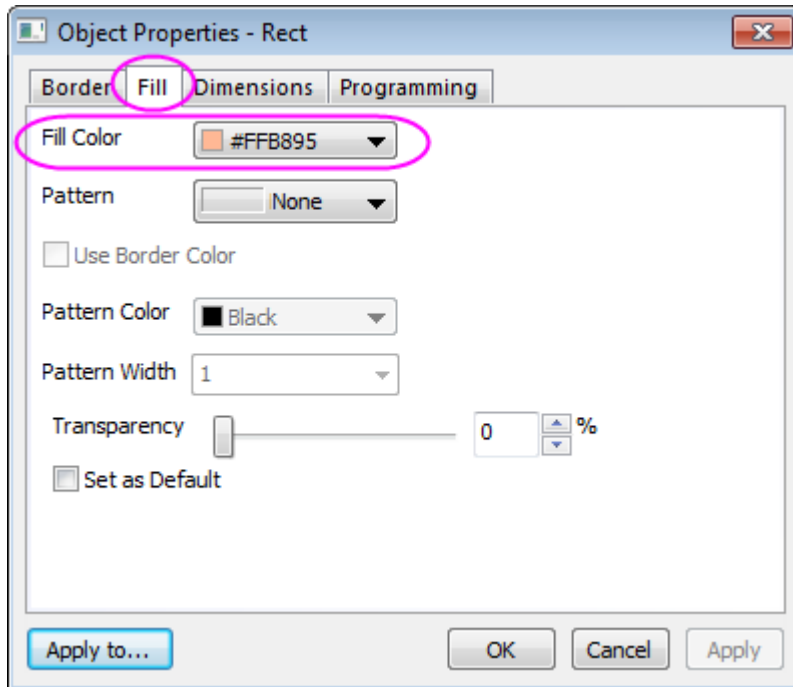 Object Properties - Rect
Border Fill Dimensions Programming
Fill Color #FFB895
Pattern None
Use Border Color
Pattern Color Black
Pattern Width 1
Transparency 0 %
Set as Default
Apply to... OK Cancel Apply